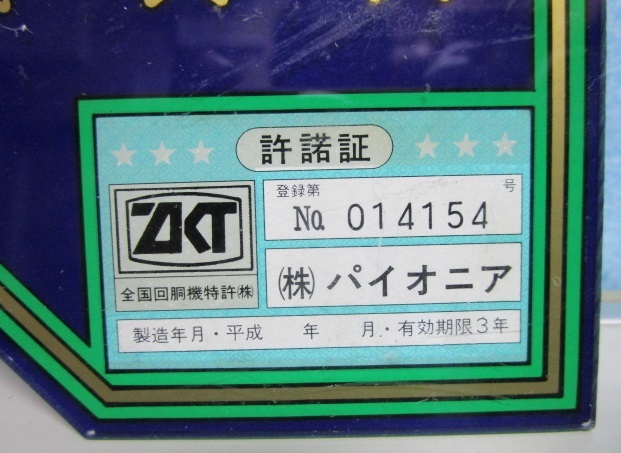 許諾証
登録第 号
№ 014154
ZKT
全国回胴機特許㈱
㈱パイオニア
製造年月・平成 年 月・有効期限3年